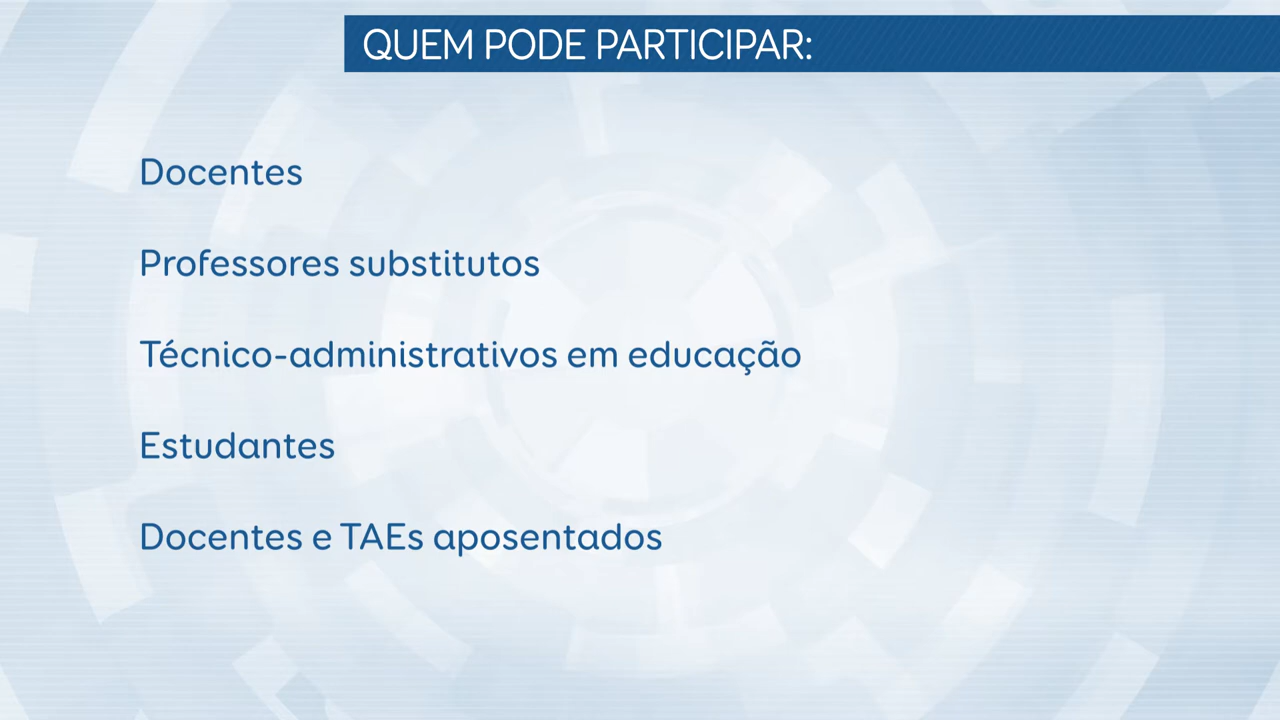 QUEM PODE PARTICIPAR:
Docentes
Professores substitutos
Técnico-administrativos em educação
Estudantes
Docentes e TAEs aposentados